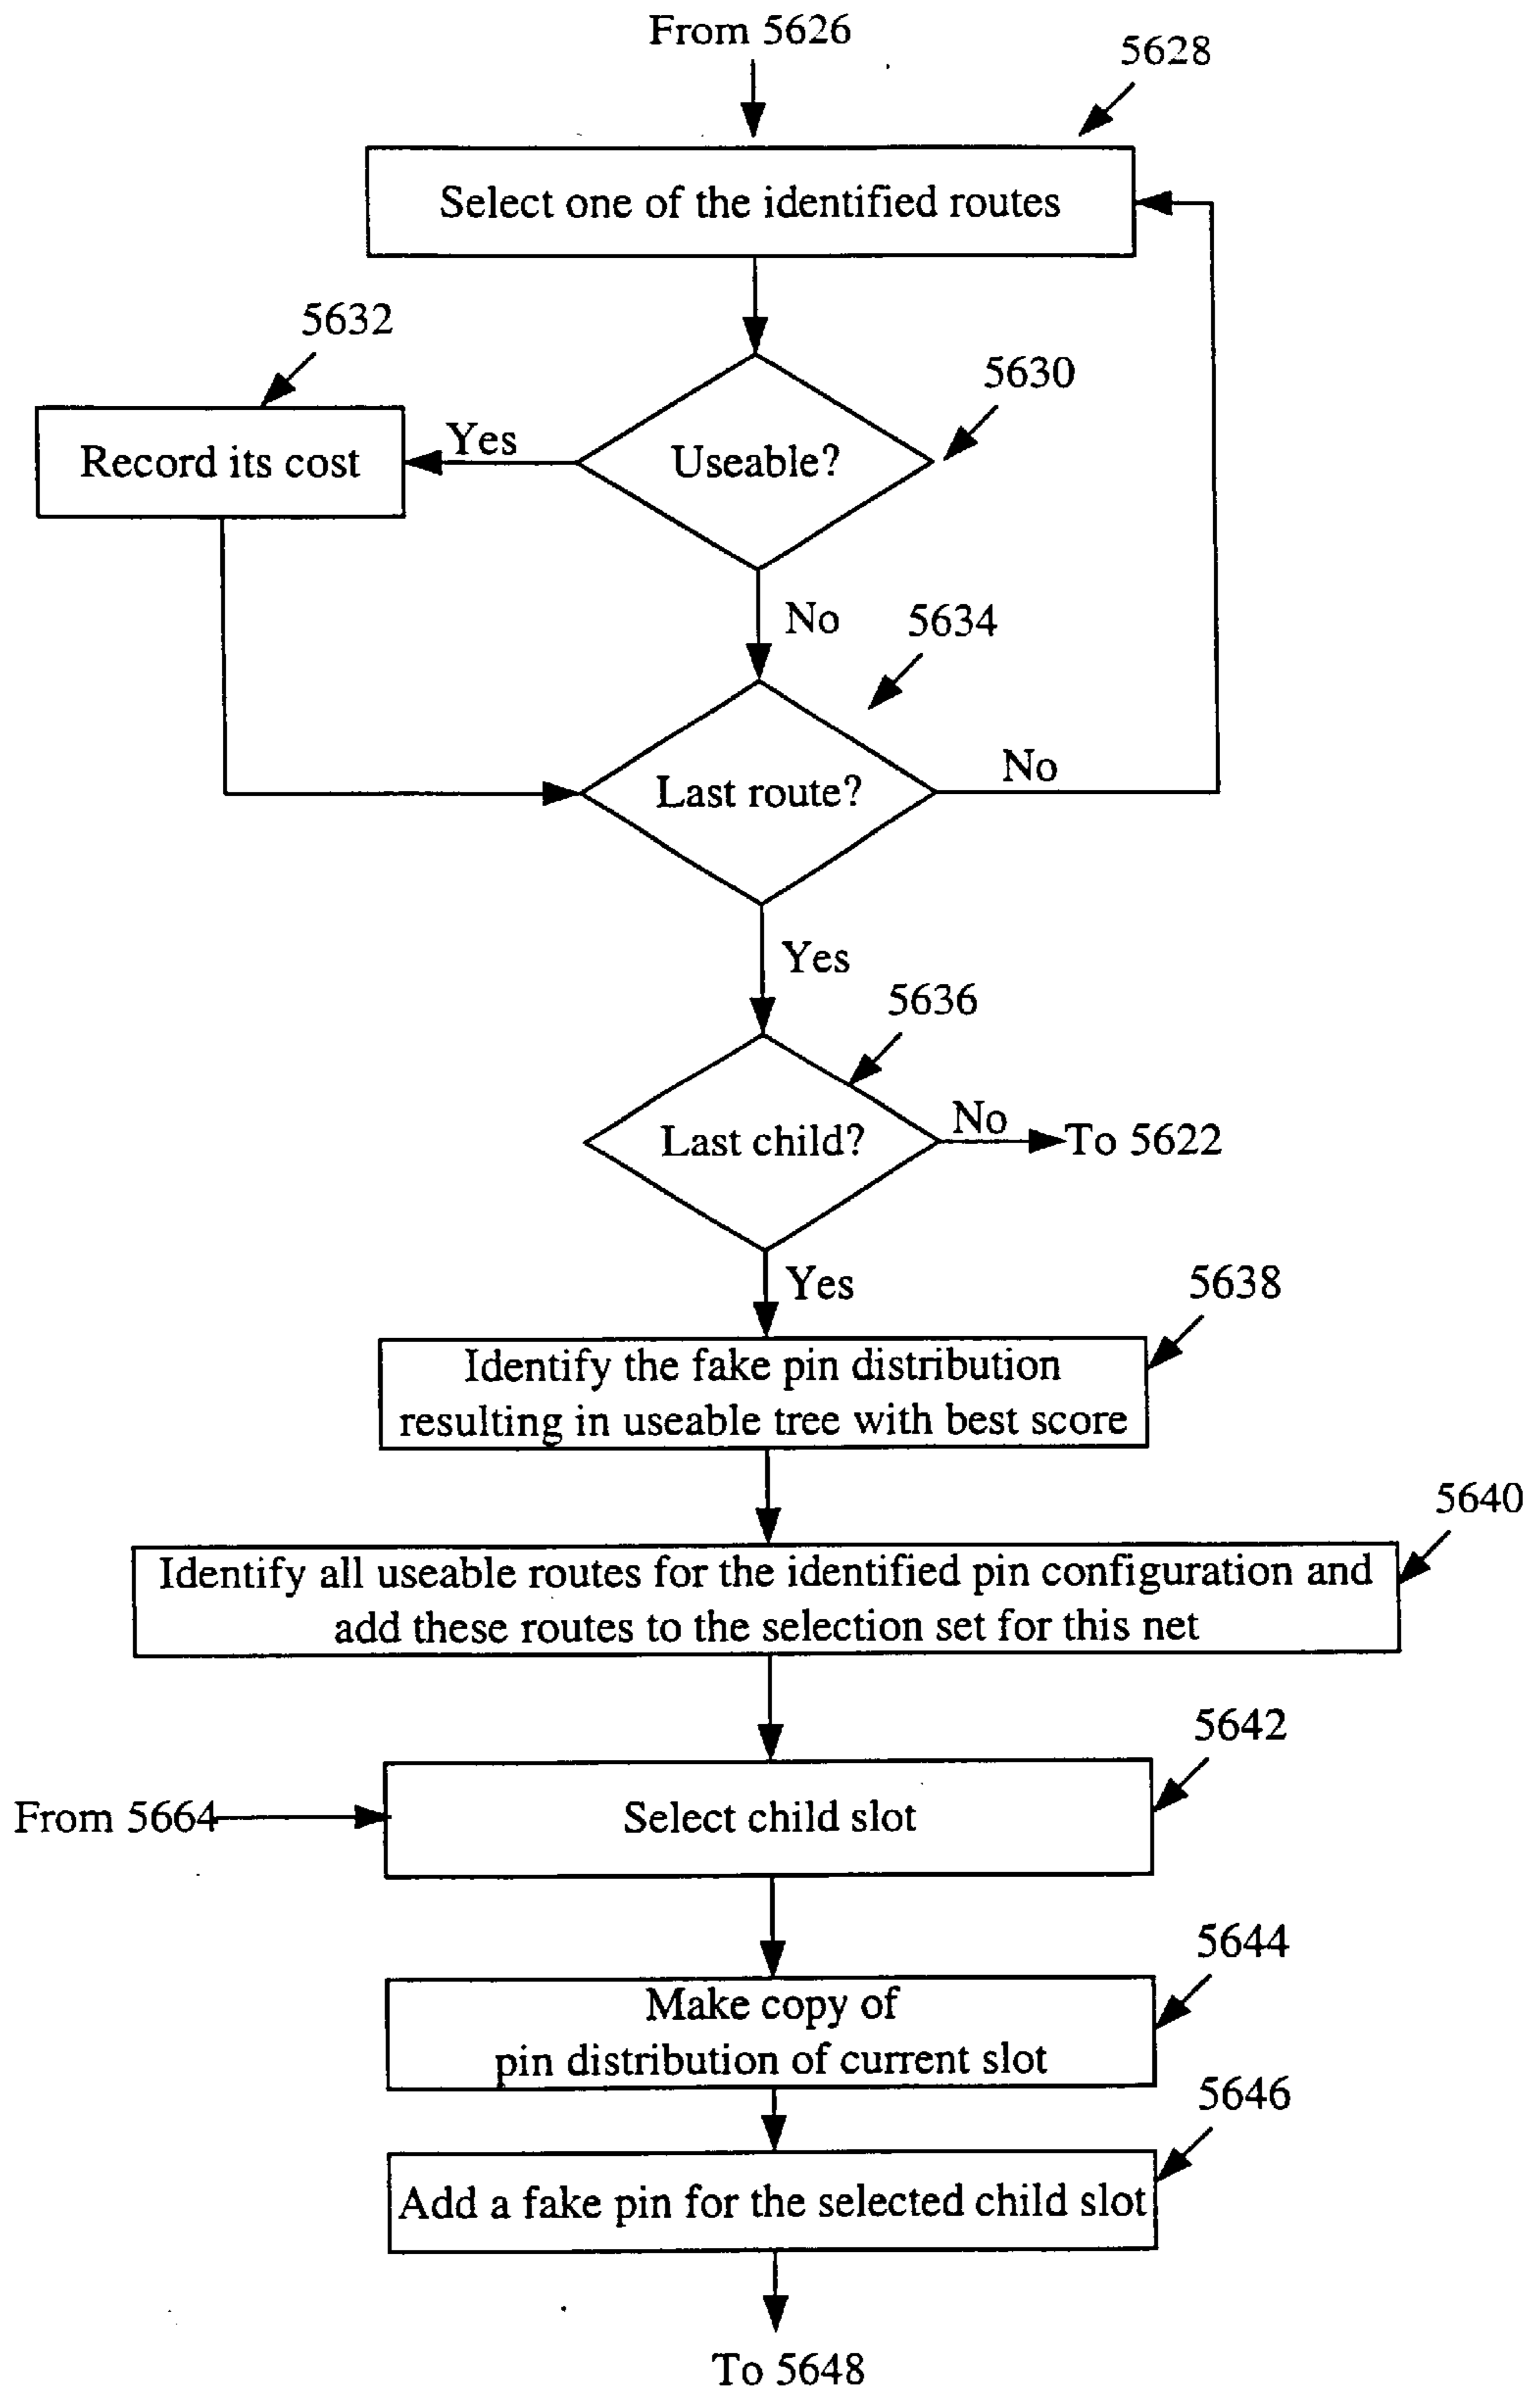 From 5626
5628
Select one of the identified routes
5632
5630
Record its cost
Yes
Useable?
No
5634
Last route?
No
Yes
5636
Last child?
No
To 5622
Yes
5638
Identify the fake pin distribution
resulting in useable tree with best score
5640
Identify all useable routes for the identified pin configuration and
add these routes to the selection set for this net
5642
From 5664
Select child slot
5644
Make copy of
pin distribution of current slot
5646
Add a fake pin for the selected child slot
To 5648